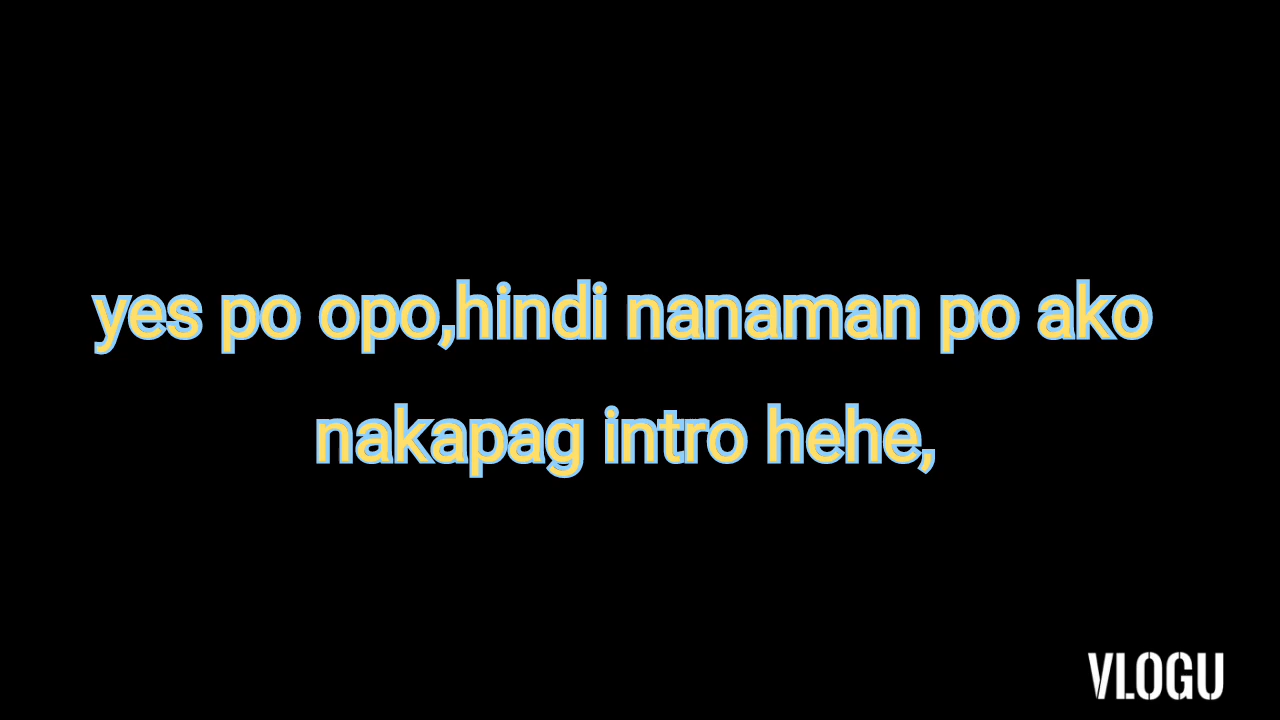 yes po opo,hindi nanaman po ako
nakapag intro hehe,
VLOGU